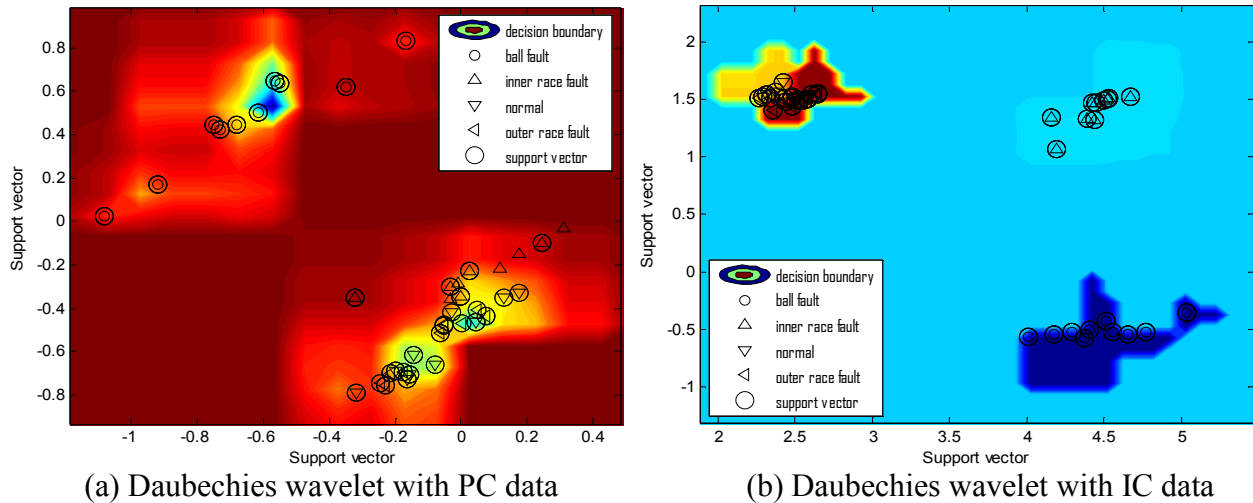 0.8
0.6
0.4
0.2
0
-0.2
-0.4
-0.6
-0.8
Support vector
-1
-0.8
-0.6
-0.4
-0.2
0
0.2
0.4
Support vector
decision boundary
ball fault
inner race fault
normal
outer race fault
support vector
(a) Daubechies wavelet with PC data
2
1.5
1
0.5
0
-0.5
-1
Support vector
2
2.5
3
3.5
4
4.5
5
Support vector
decision boundary
ball fault
inner race fault
normal
outer race fault
support vector
(b) Daubechies wavelet with IC data